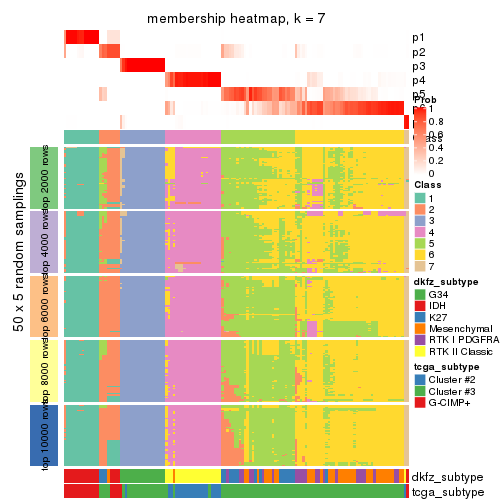 membership heatmap, k = 7
p1
p2
p3
p4
p5
Prob
1
0.8
0.6
0.4
0.2
0
Class
1
2
3
4
5
6
7
dkfz_subtype
G34
IDH
K27
Mesenchymal
RTK I PDGFRA
RTK II Classic
tcga_subtype
Cluster #2
Cluster #3
G-CIMP+
50 x 5 random samplings
top 2000 rows
top 4000 rows
top 6000 rows
top 8000 rows
top 10000 rows
dkfz_subtype
tcga_subtype